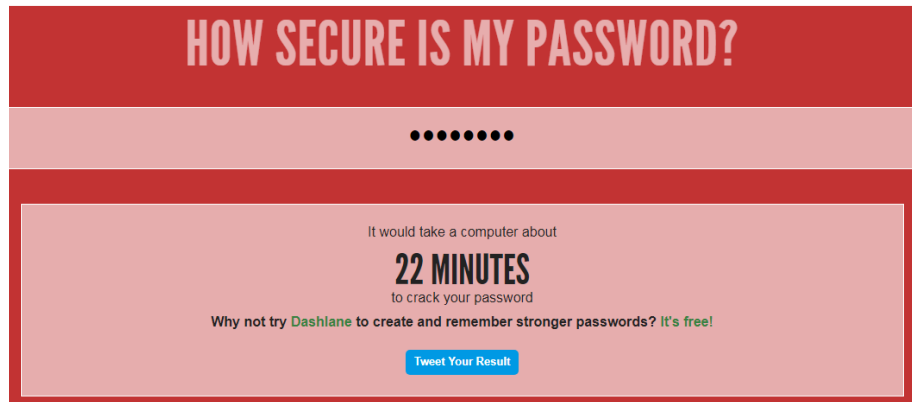 HOW SECURE IS MY PASSWORD?
••••••••
It would take a computer about
22 MINUTES
to crack your password
Why not try Dashlane to create and remember stronger passwords? It's free!
Tweet Your Result